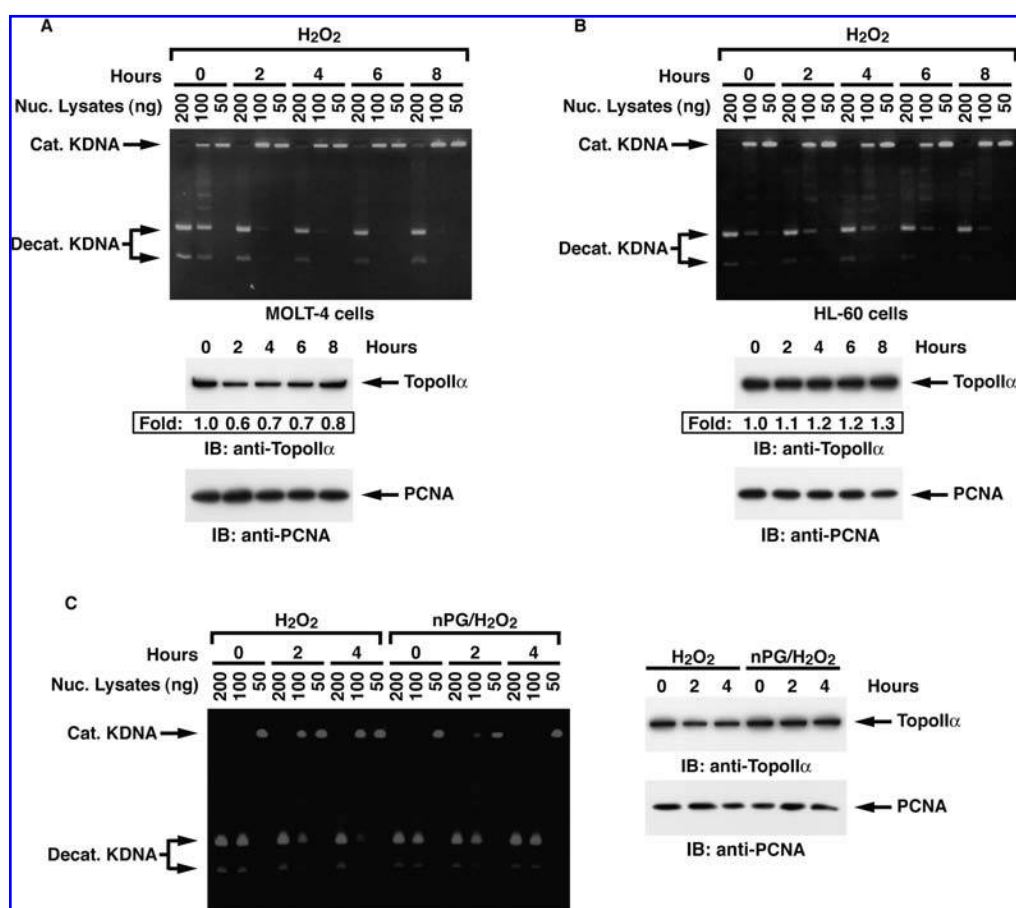 A
H2O2
Hours 0 2 4 6 8
Nuc. Lysates (ng) 200 100 50 200 100 50 200 100 50 200 100 50 200 100 50
Cat. KDNA
Decat. KDNA
MOLT-4 cells
0 2 4 6 8 Hours
TopoIIα
Fold: 1.0 0.6 0.7 0.7 0.8
IB: anti-TopoIIα
PCNA
IB: anti-PCNA
B
H2O2
Hours 0 2 4 6 8
Nuc. Lysates (ng) 200 100 50 200 100 50 200 100 50 200 100 50 200 100 50
Cat. KDNA
Decat. KDNA
HL-60 cells
0 2 4 6 8 Hours
TopoIIα
Fold: 1.0 1.1 1.2 1.2 1.3
IB: anti-TopoIIα
PCNA
IB: anti-PCNA
C
H2O2 nPG/H2O2
Hours 0 2 4 0 2 4
Nuc. Lysates (ng) 200 100 50 200 100 50 200 100 50 200 100 50 200 100 50 200 100 50
Cat. KDNA
Decat. KDNA
H2O2 nPG/H2O2
0 2 4 0 2 4 Hours
TopoIIα
IB: anti-TopoIIα
PCNA
IB: anti-PCNA